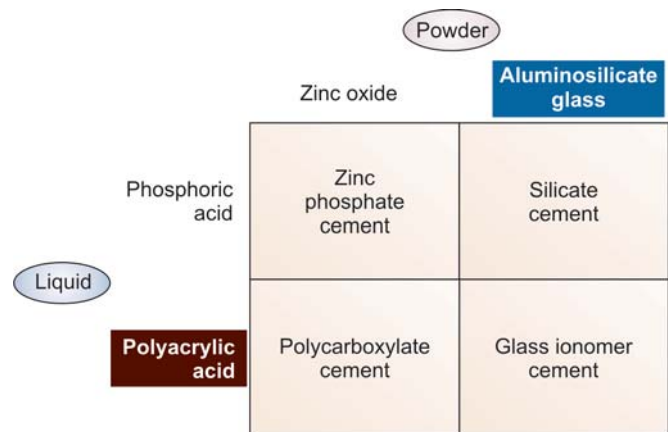 Powder
Zinc oxide
Aluminosilicate
glass
Phosphoric
acid
Zinc
phosphate
cement
Silicate
cement
Liquid
Polyacrylic
acid
Polycarboxylate
cement
Glass ionomer
cement